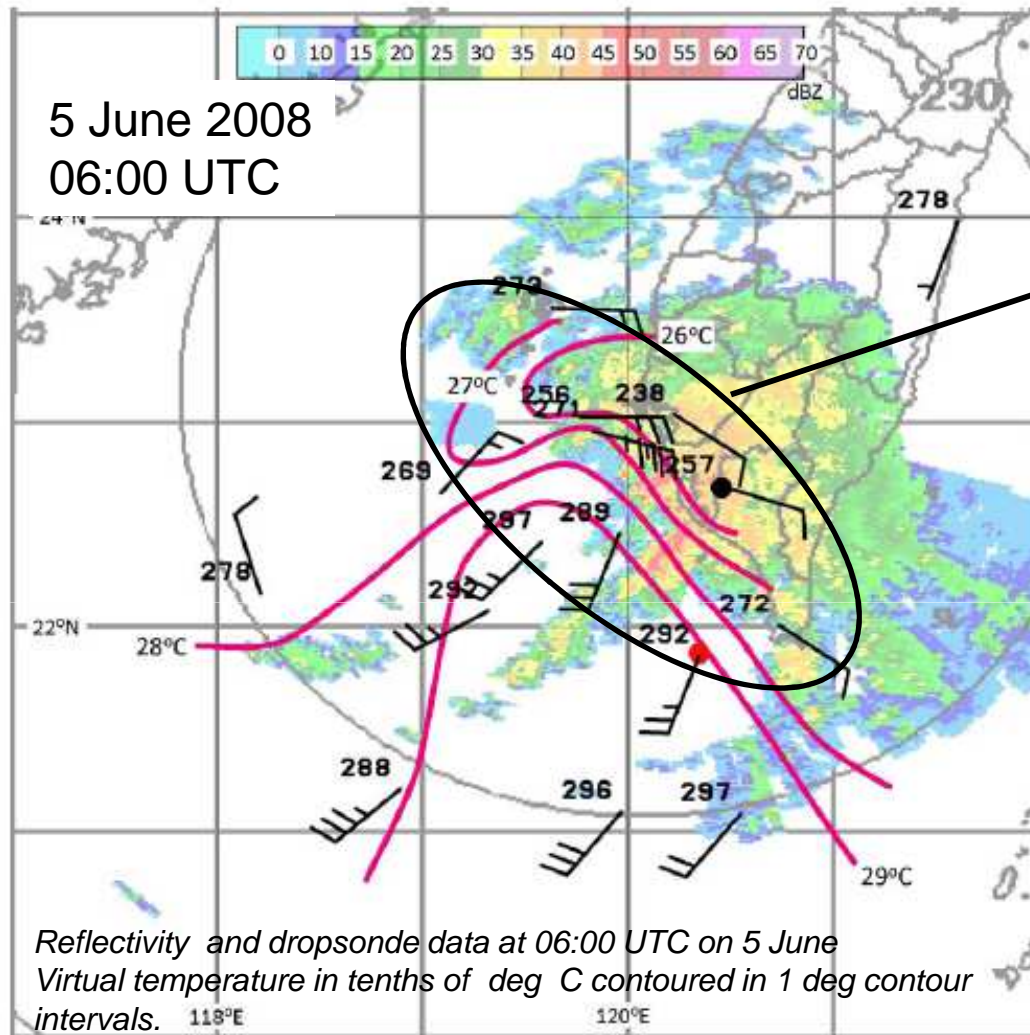 0 10 15 20 25 30 35 40 45 50 55 60 65 70
dBZ
5 June 2008
06:00 UTC
230
24°N
278
273
26°C
27°C
256
238
271
269
257
287
289
278
292
272
22°N
292
28°C
288
296
297
29°C
Reflectivity and dropsonde data at 06:00 UTC on 5 June
Virtual temperature in tenths of deg C contoured in 1 deg contour
intervals.
118°E
120°E